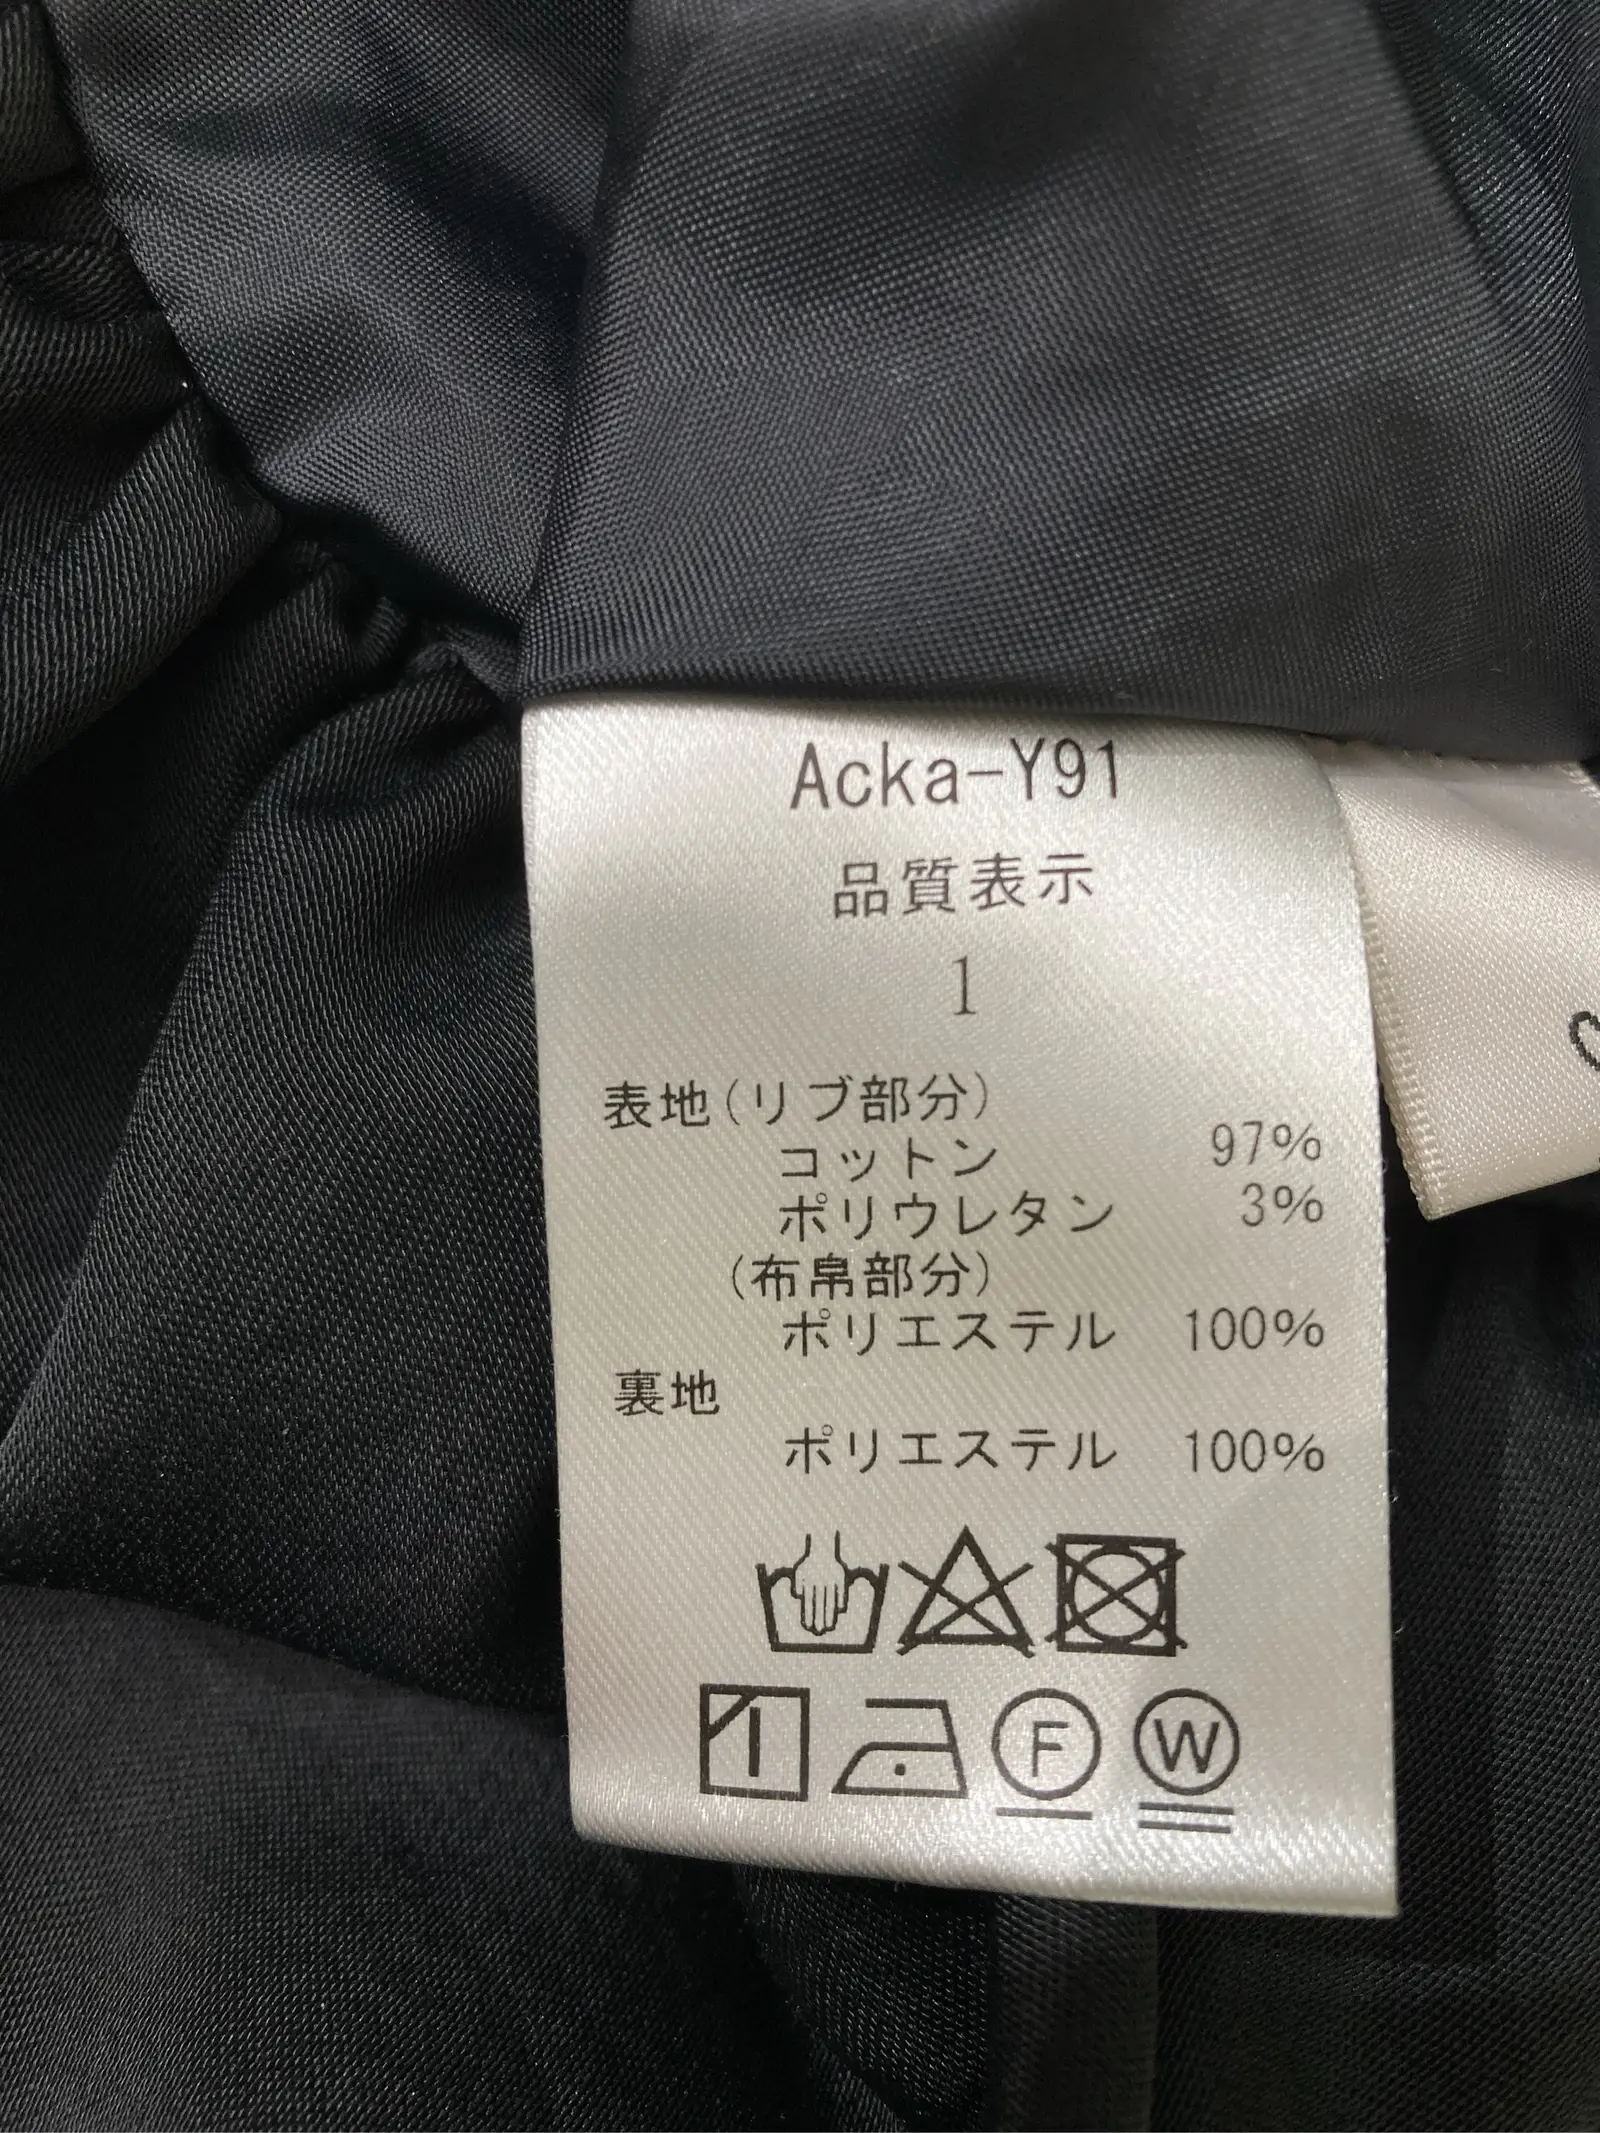 Acka-Y91
品質表示
1
表地(リブ部分)
コットン 97%
ポリウレタン 3%
(布帛部分)
ポリエステル 100%
裏地
ポリエステル 100%
F W